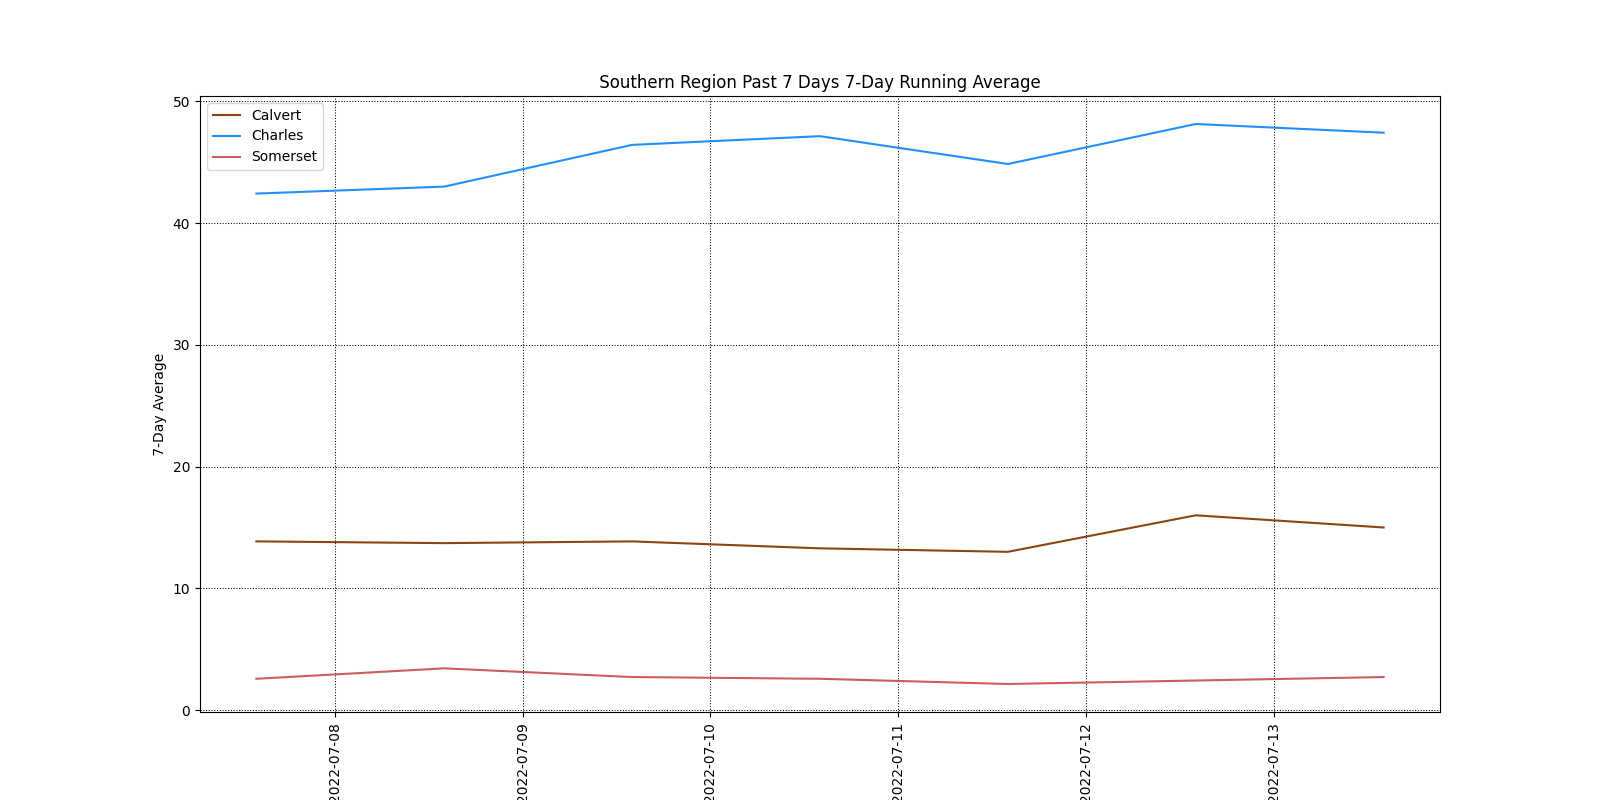 Southern Region Past 7 Days 7-Day Running Average
Calvert
Charles
Somerset
7-Day Average
50
40
30
20
10
0
2022-07-08
2022-07-09
2022-07-10
2022-07-11
2022-07-12
2022-07-13